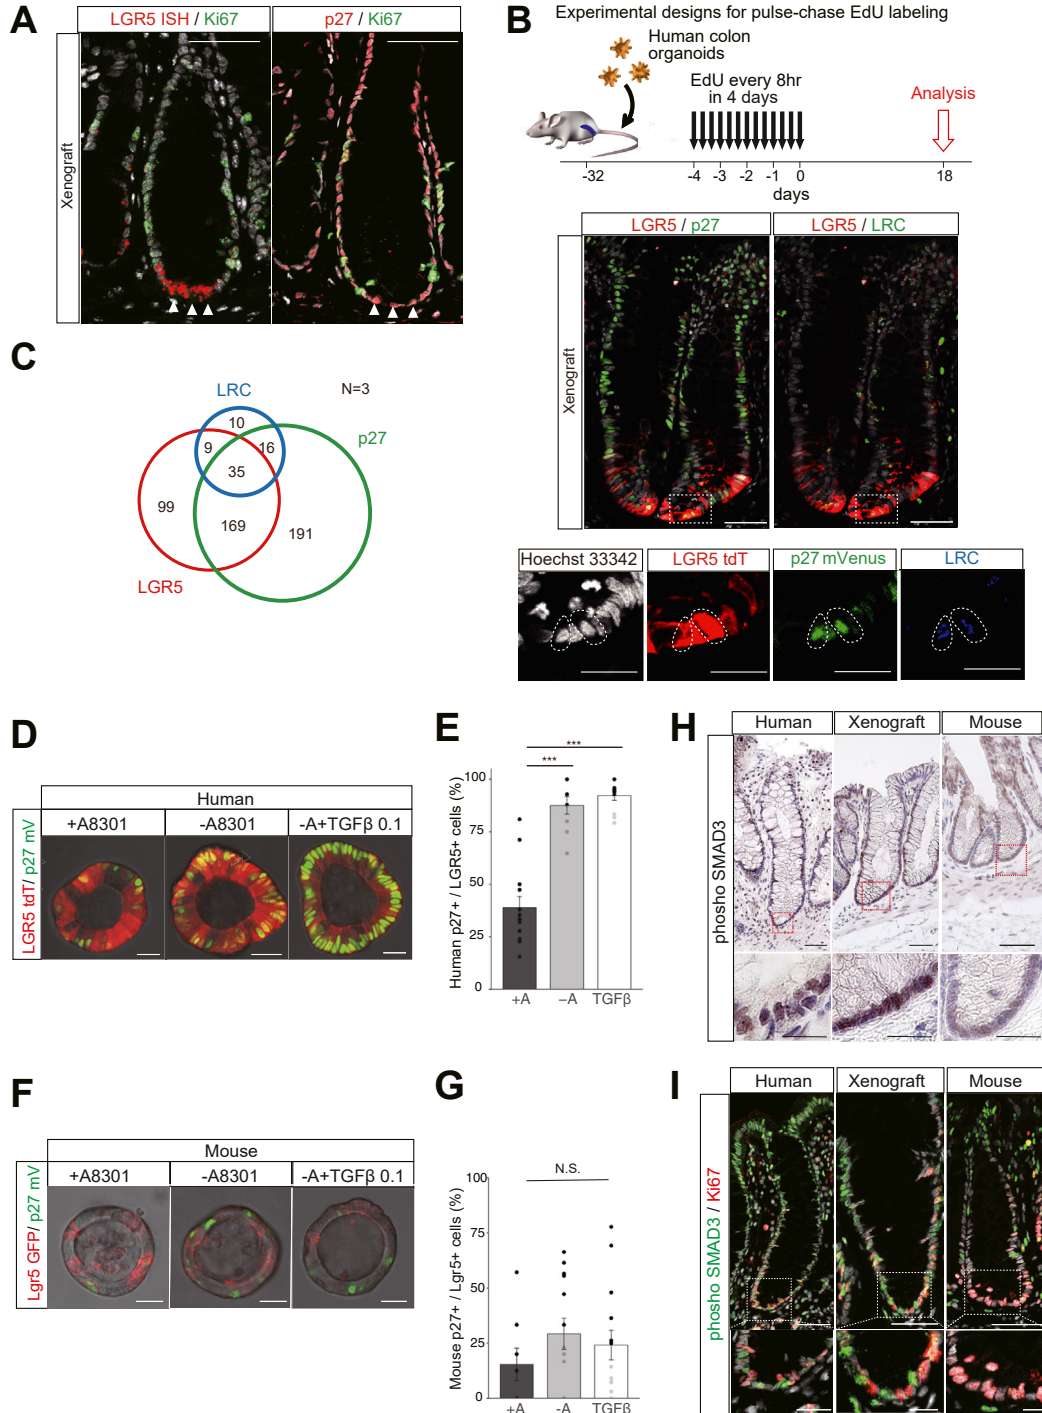 A
LGR5 ISH / Ki67
p27 / Ki67
Xenograft
B
Experimental designs for pulse-chase EdU labeling
Human colon
organoids
EdU every 8hr
in 4 days
Analysis
-32
-4
-3
-2
-1
0
18
days
LGR5 / p27
LGR5 / LRC
Xenograft
Hoechst 33342
LGR5 tdT
p27 mVenus
LRC
C
LRC
N=3
p27
LGR5
10
9
16
35
99
169
191
D
Human
+A8301
-A8301
-A+TGFβ 0.1
LGR5 tdT/ p27 mV
E
Human p27+ / LGR5+ cells (%)
100
75
50
25
0
***
***
+A
−A
TGFβ
F
Mouse
+A8301
-A8301
-A+TGFβ 0.1
Lgr5 GFP/ p27 mV
G
Mouse p27+ / Lgr5+ cells (%)
100
75
50
25
0
N.S.
+A
-A
TGFβ
H
Human
Xenograft
Mouse
phosho SMAD3
I
Human
Xenograft
Mouse
phosho SMAD3 / Ki67